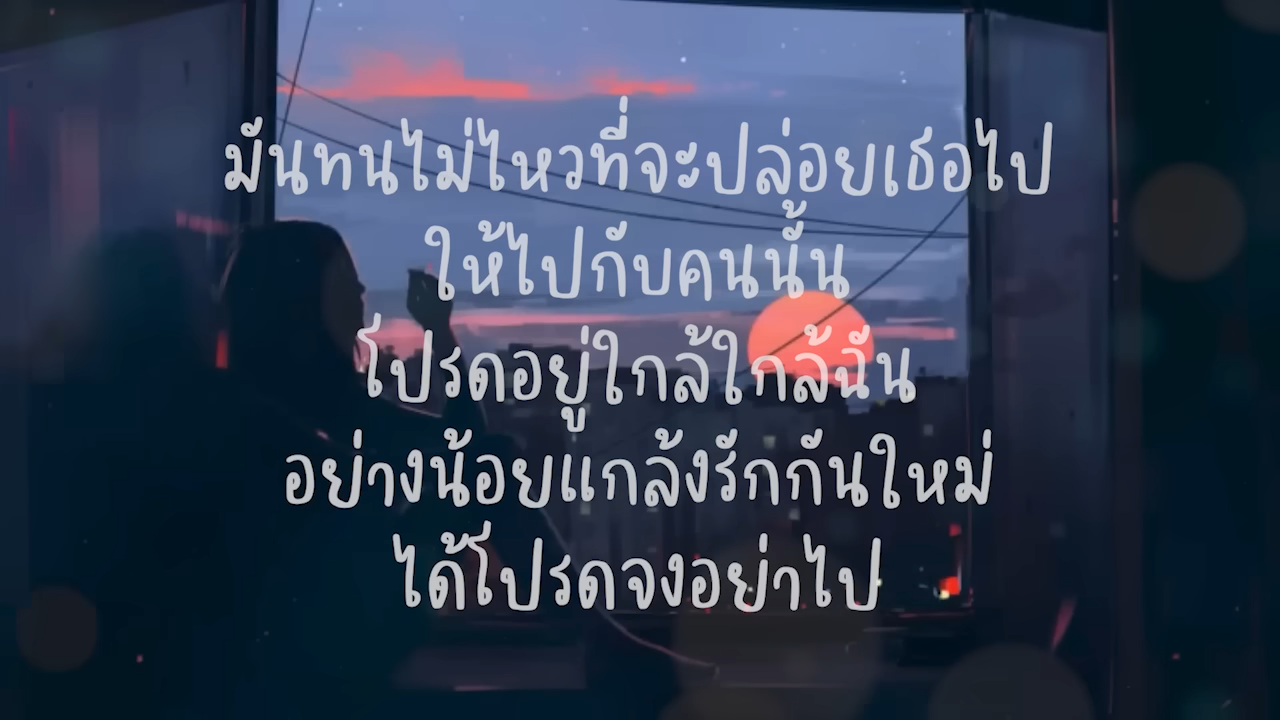 มันทนไม่ไหวที่จะปล่อยเธอไป
ให้ไปกับคนนั้น
โปรดอยู่ใกล้ใกล้ฉัน
อย่างน้อยแกล้งรักกันใหม่
ได้โปรดจงอย่าไป